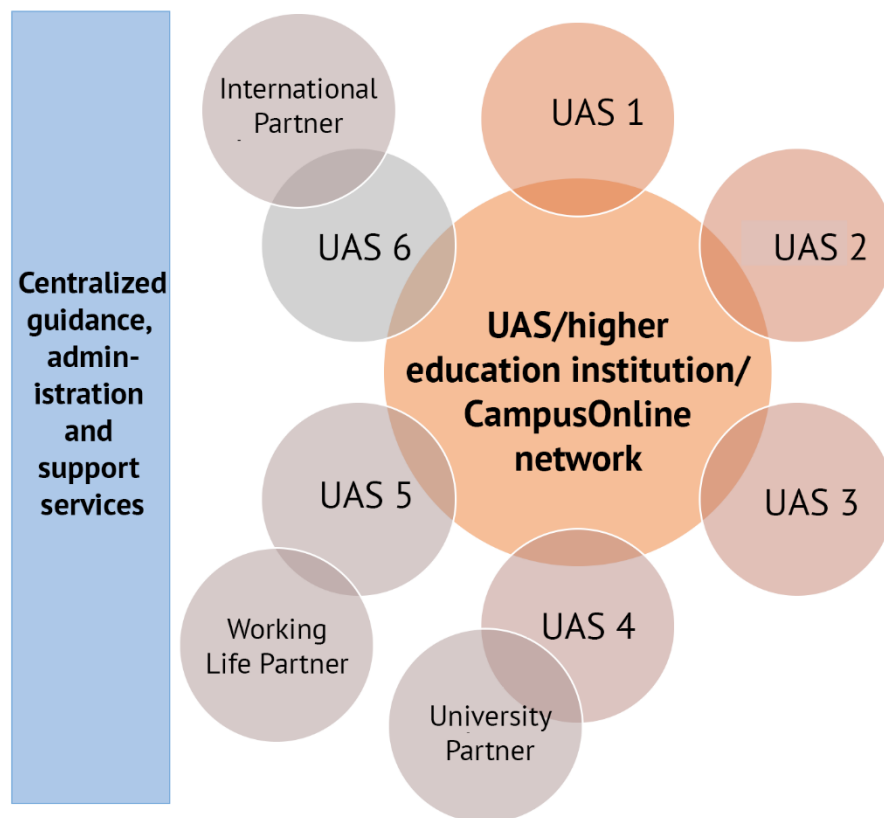 Centralized
guidance,
admin-
istration
and
support
services
International
Partner
UAS 1
UAS 2
UAS 6
UAS/higher
education institution/
CampusOnline
network
UAS 5
UAS 3
Working
Life Partner
UAS 4
University
Partner